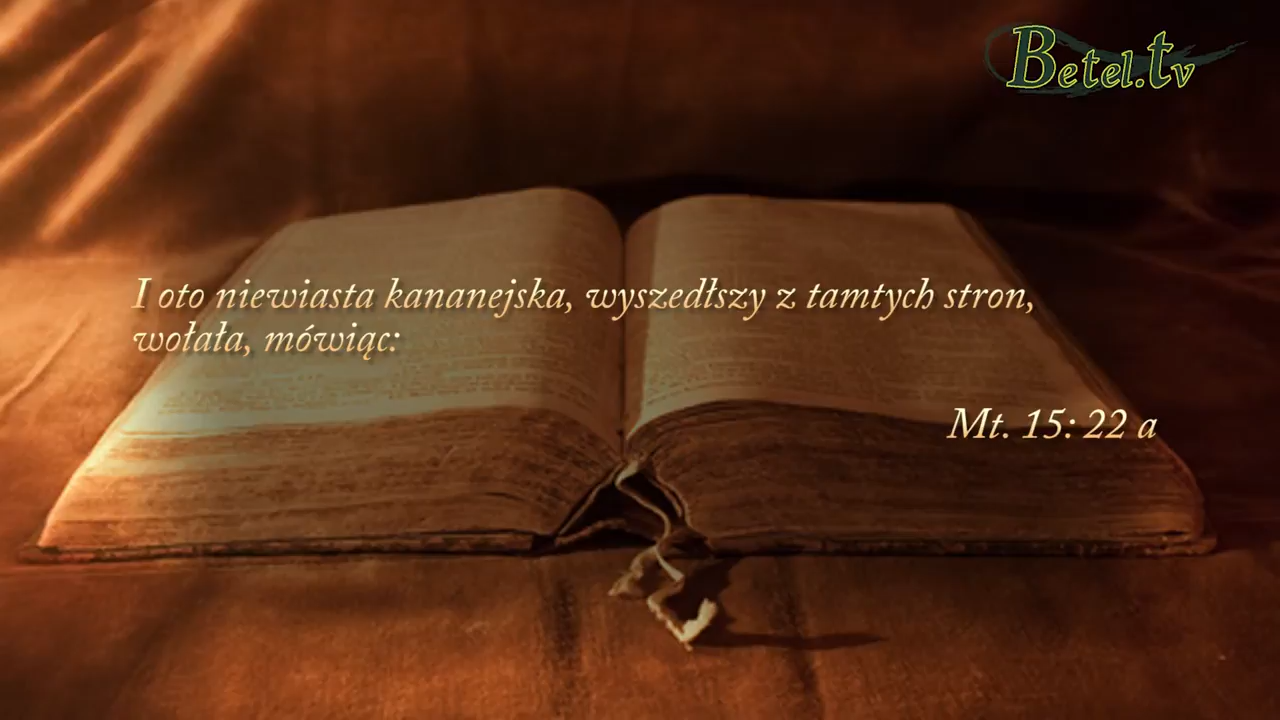 Betel.tv
I oto niewiasta kananejska, wyszedłszy z tamtych stron,
wołała, mówiąc:
Mt. 15: 22 a